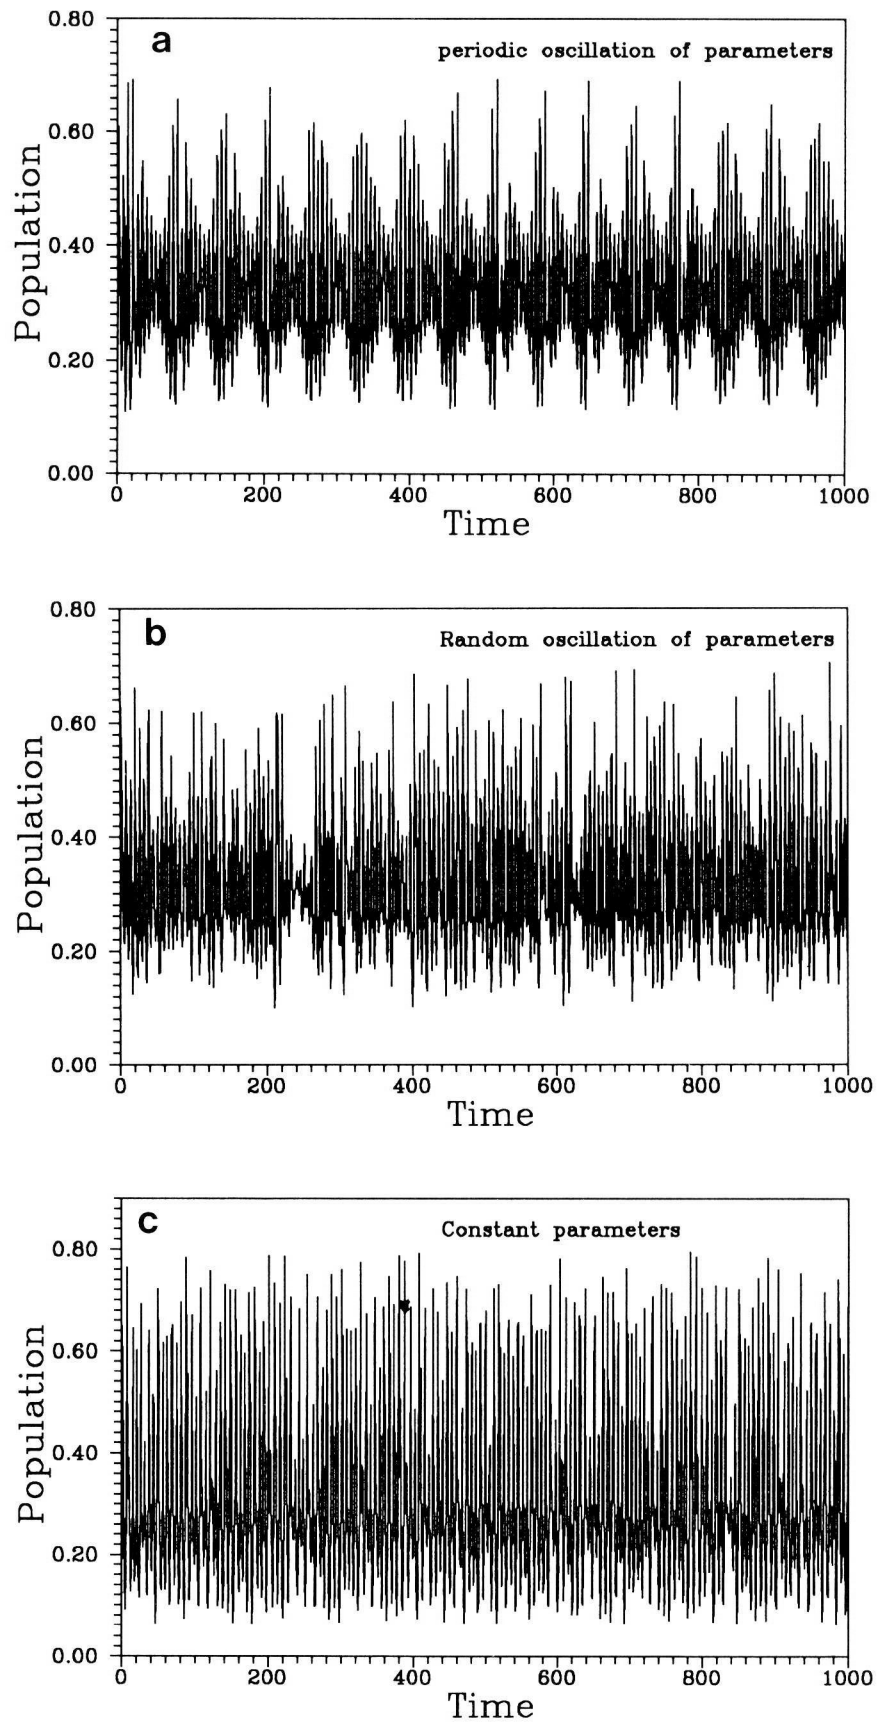 0.80
a
periodic oscillation of parameters
0.60
Population
0.40
0.20
0.00
0 200 400 600 800 1000
Time
0.80
b
Random oscillation of parameters
0.60
Population
0.40
0.20
0.00
0 200 400 600 800 1000
Time
c
Constant parameters
0.80
0.60
Population
0.40
0.20
0.00
0 200 400 600 800 1000
Time